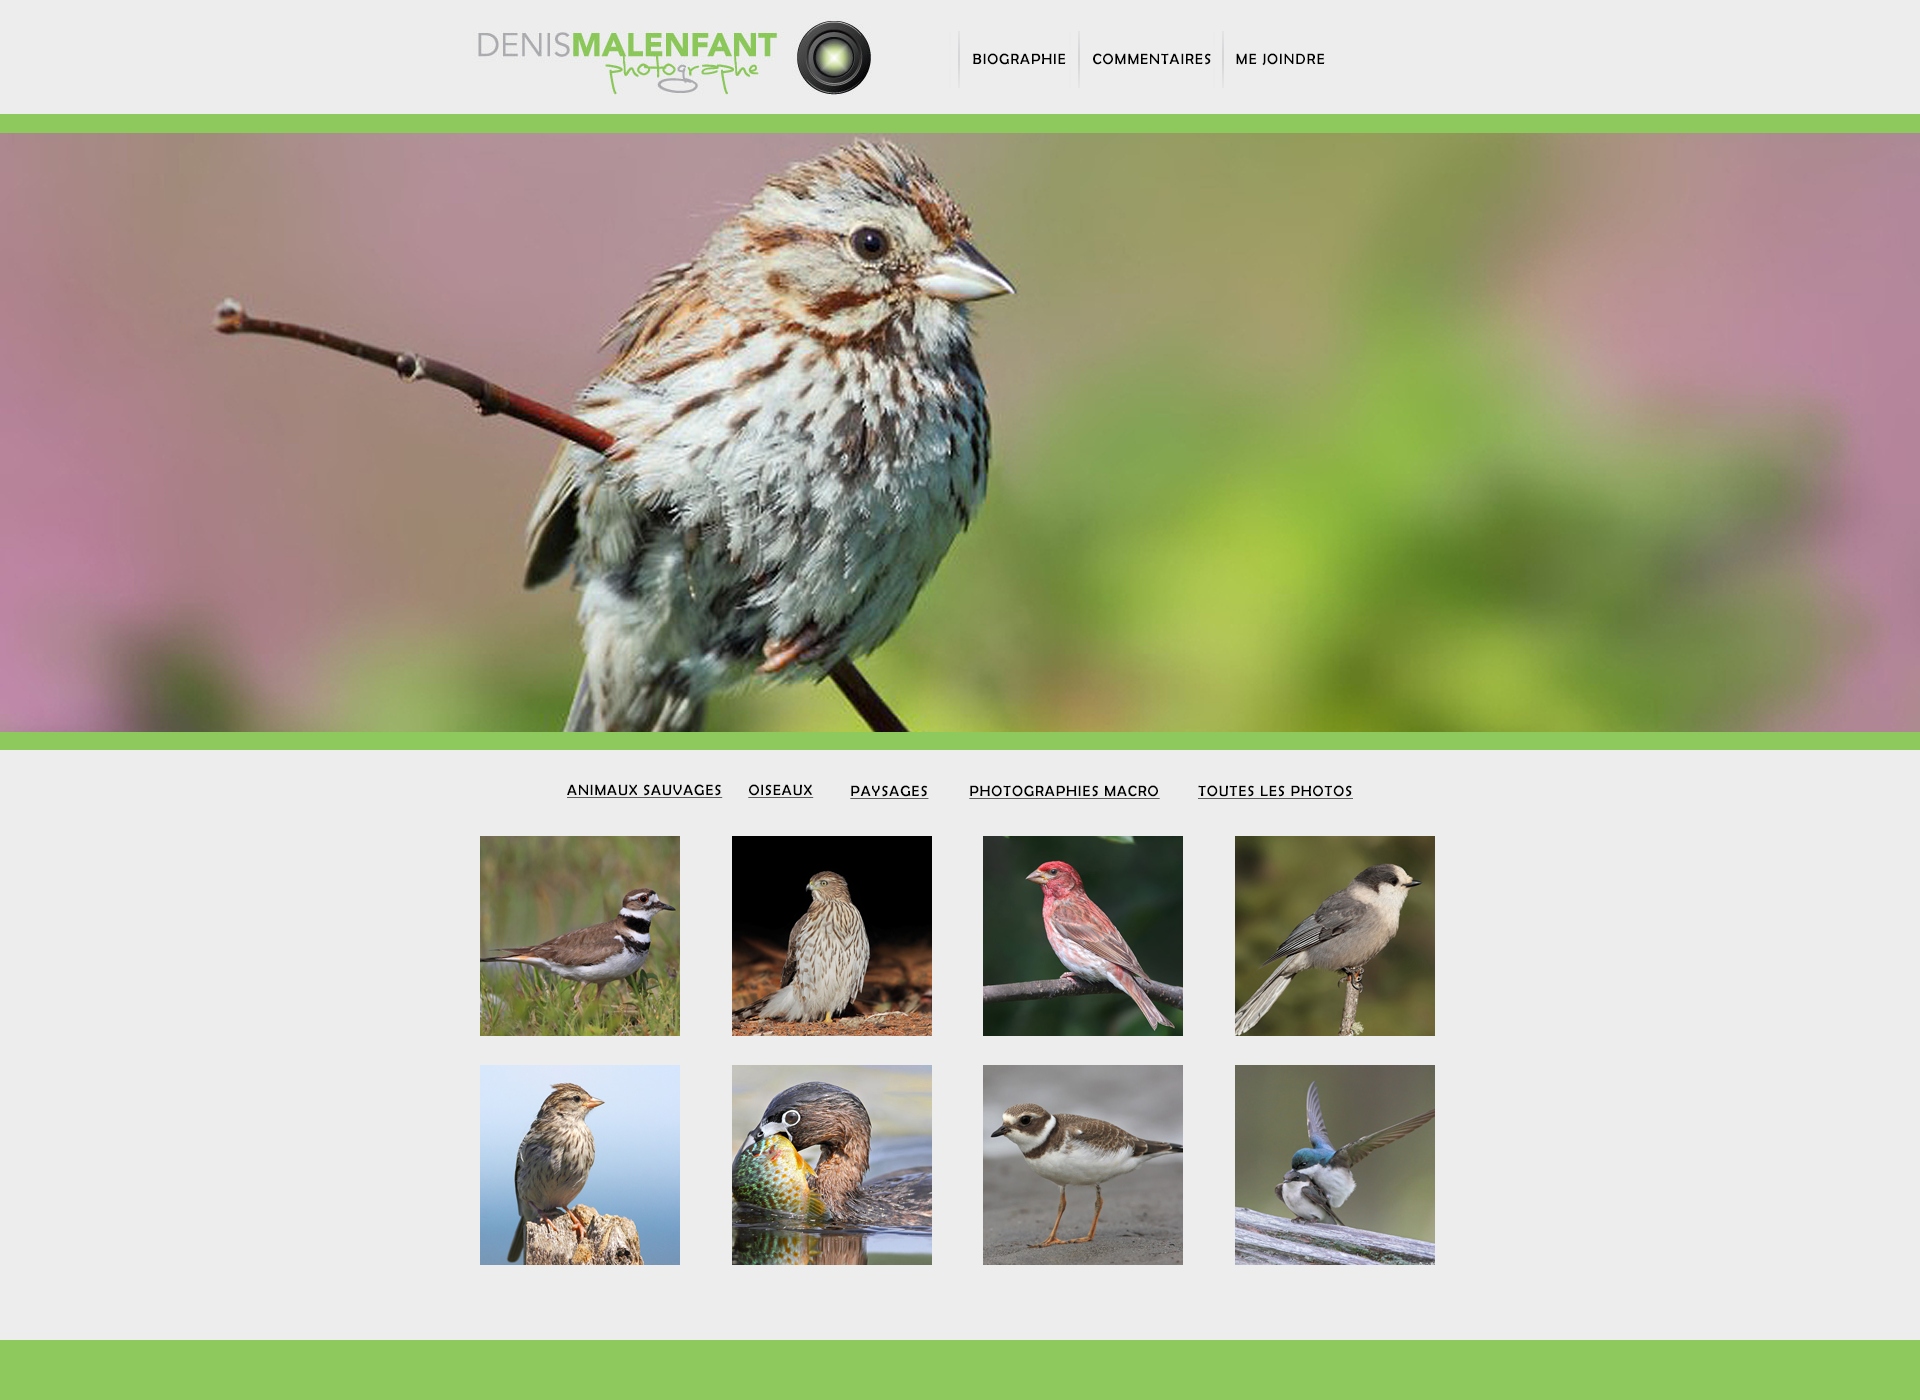 DENISMALENFANT
photographe
BIOGRAPHIE
COMMENTAIRES
ME JOINDRE
ANIMAUX SAUVAGES
OISEAUX
PAYSAGES
PHOTOGRAPHIES MACRO
TOUTES LES PHOTOS